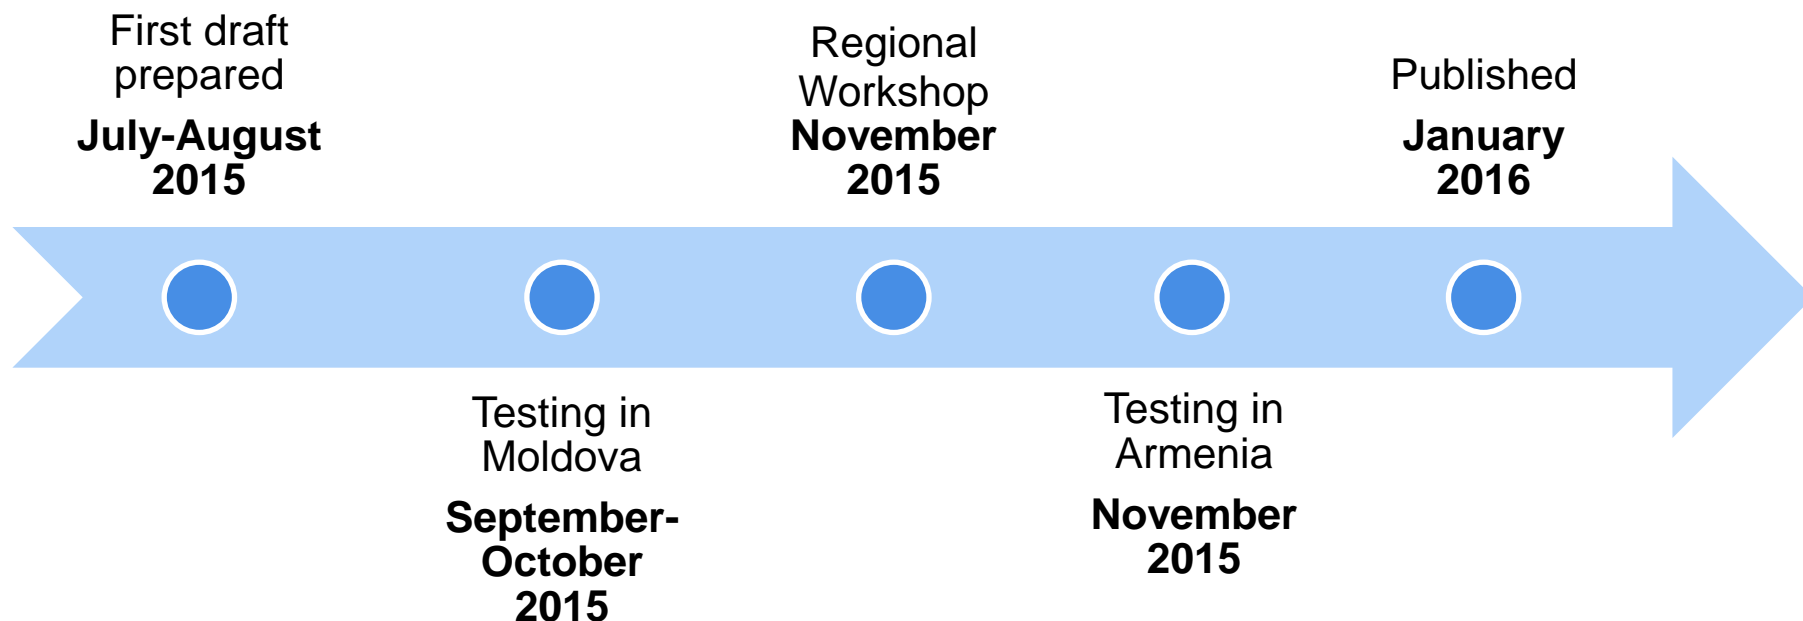 First draft
prepared
July-August
2015
Testing in
Moldova
September-
October
2015
Regional
Workshop
November
2015
Testing in
Armenia
November
2015
Published
January
2016